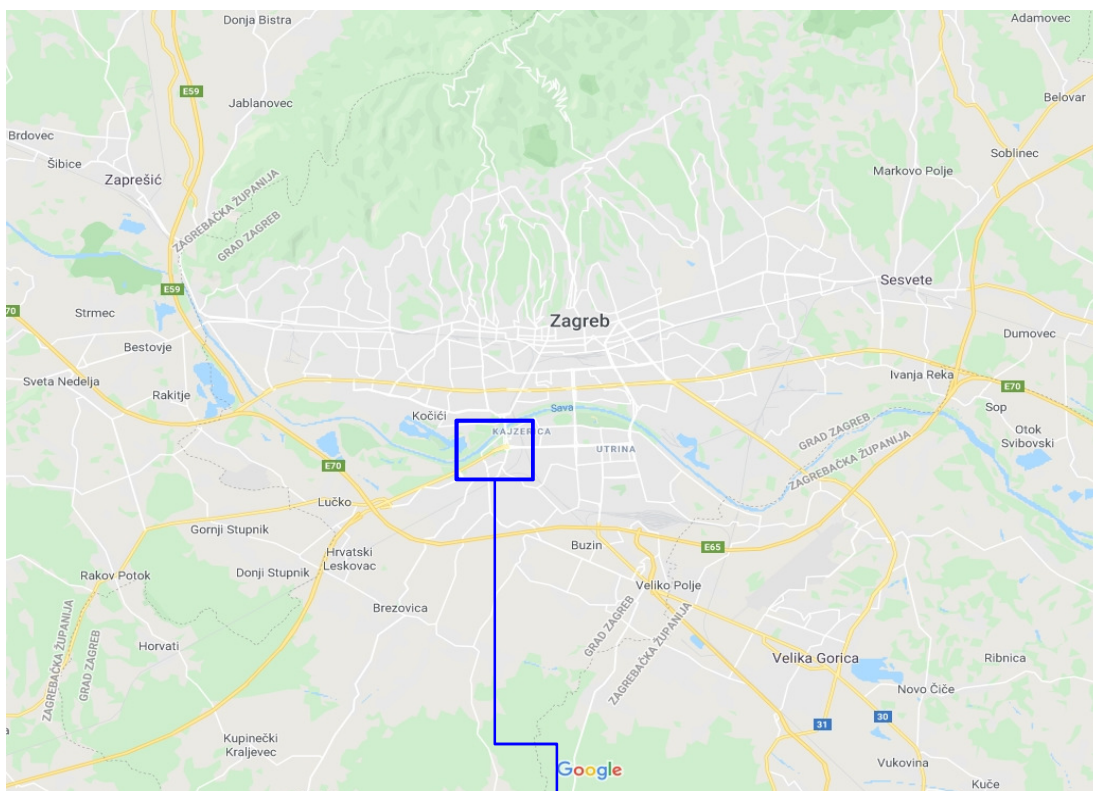 Donja Bistra
Adamovec
E59
Jablanovec
Belovar
Brdovec
Šibice
Soblinec
Zaprešić
Markovo Polje
ZAGREBAČKA ŽUPANIJA
GRAD ZAGREB
Sesvete
E59
70
Strmec
Zagreb
Dumovec
Bestovje
Sveta Nedelja
Ivanja Reka
E70
Rakitje
Kočići
Sava
Sop
KAJZERICA
Otok
Svibovski
UTRINA
GRAD ZAGREB
ZAGREBAČKA ŽUPANIJA
E70
Lučko
Gornji Stupnik
Buzin
E65
Hrvatski
Leskovac
Donji Stupnik
Rakov Potok
Veliko Polje
Brezovica
ZAGREBAČKA ŽUPANIJA
GRAD ZAGREB
Horvati
GRAD ZAGREB
ZAGREBAČKA ŽUPANIJA
Velika Gorica
Ribnica
Novo Čiče
31
30
Kupinečki
Kraljevec
Vukovina
Google
Kuče